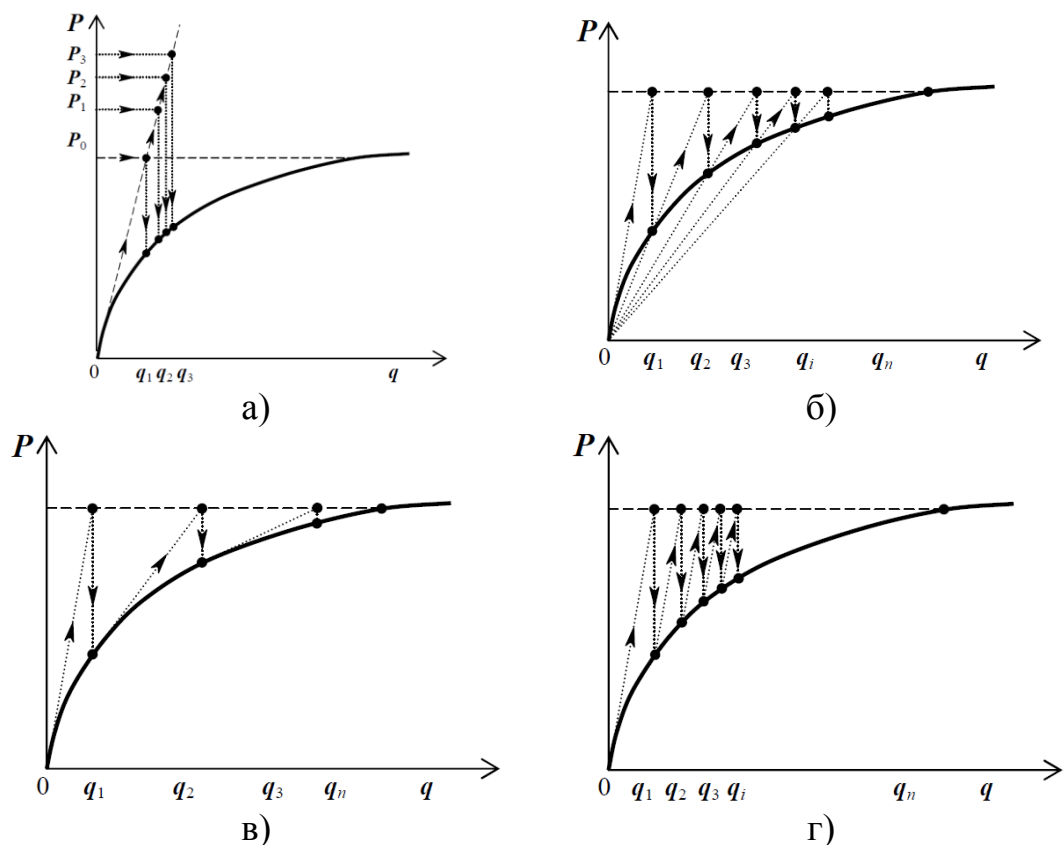 P
P₃
P₂
P₁
P₀
0
q₁ q₂ q₃ q
а)
P
0
q₁ q₂ q₃ qᵢ qₙ q
б)
P
0
q₁ q₂ q₃ qₙ q
в)
P
0
q₁ q₂ q₃ qᵢ qₙ q
г)